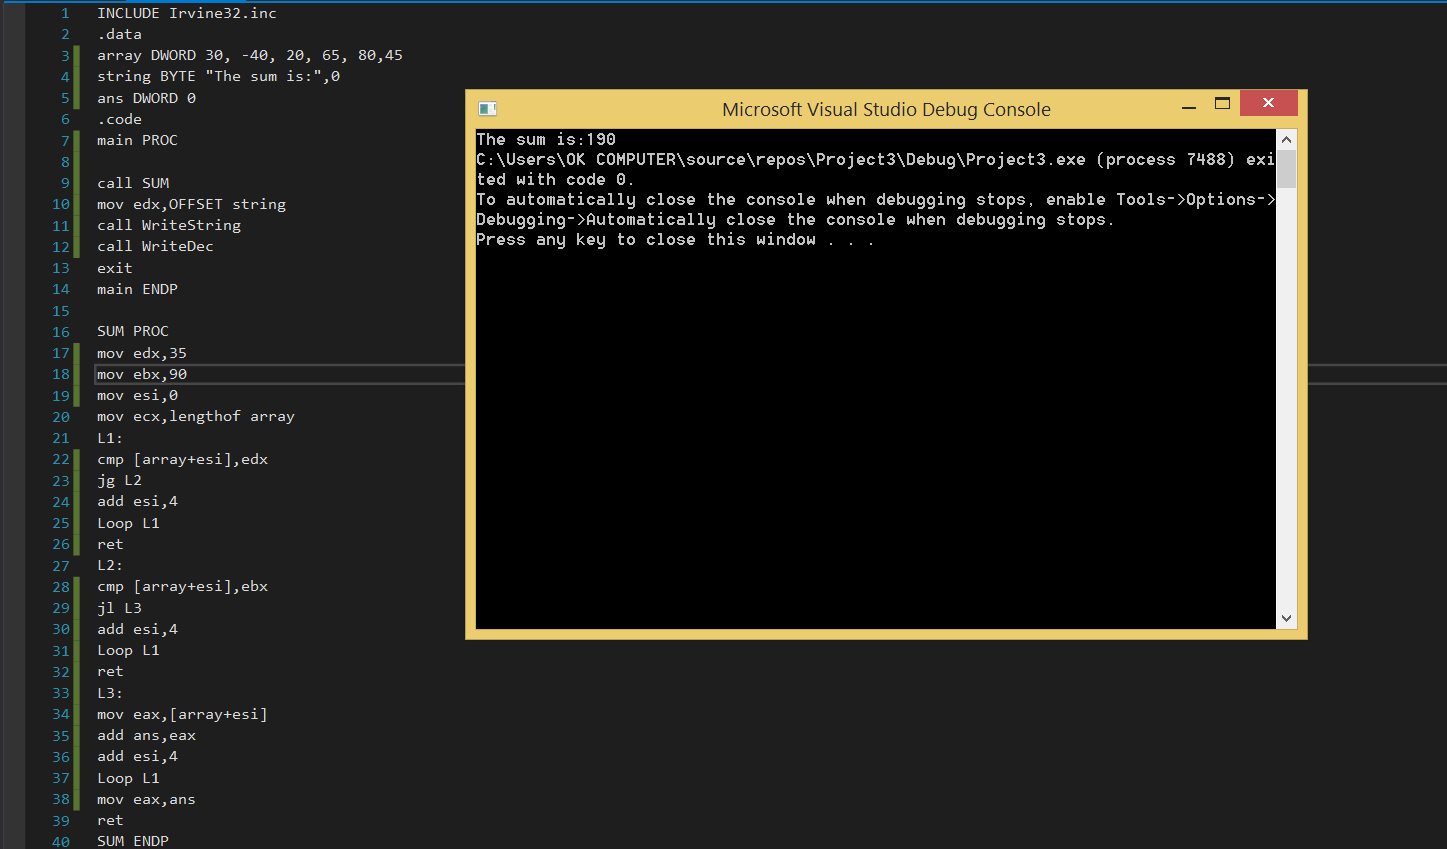 1 INCLUDE Irvine32.inc
2 .data
3 array DWORD 30, -40, 20, 65, 80,45
4 string BYTE "The sum is:",0
5 ans DWORD 0
6 .code
7 main PROC
8
9 call SUM
10 mov edx,OFFSET string
11 call WriteString
12 call WriteDec
13 exit
14 main ENDP
15
16 SUM PROC
17 mov edx,35
18 mov ebx,90
19 mov esi,0
20 mov ecx,lengthof array
21 L1:
22 cmp [array+esi],edx
23 jg L2
24 add esi,4
25 Loop L1
26 ret
27 L2:
28 cmp [array+esi],ebx
29 jl L3
30 add esi,4
31 Loop L1
32 ret
33 L3:
34 mov eax,[array+esi]
35 add ans,eax
36 add esi,4
37 Loop L1
38 mov eax,ans
39 ret
40 SUM ENDP
Microsoft Visual Studio Debug Console
The sum is:190
C:\Users\OK COMPUTER\source\repos\Project3\Debug\Project3.exe (process 7488) exi
ted with code 0.
To automatically close the console when debugging stops, enable Tools->Options->
Debugging->Automatically close the console when debugging stops.
Press any key to close this window . . .